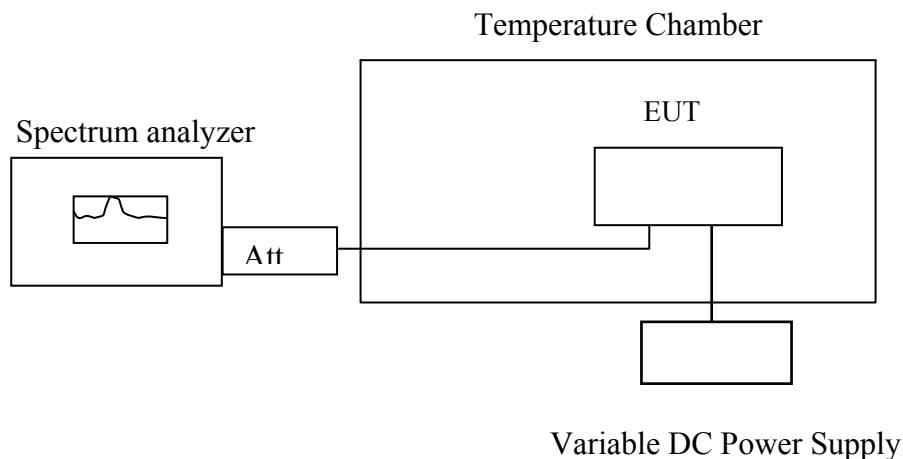 Temperature Chamber
EUT
Spectrum analyzer
Att
Variable DC Power Supply